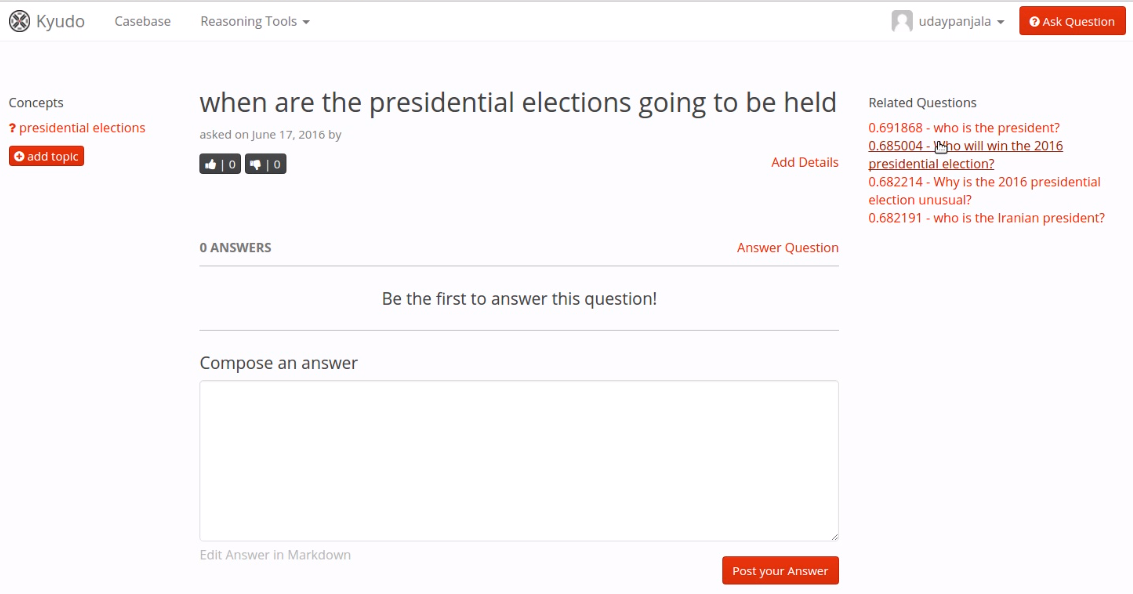 Kyudo Casebase Reasoning Tools udaypanjala Ask Question
Concepts
? presidential elections
add topic
when are the presidential elections going to be held
asked on June 17, 2016 by
| 0 | 0
Add Details
0 ANSWERS Answer Question
Be the first to answer this question!
Compose an answer
Edit Answer in Markdown
Post your Answer
Related Questions
0.691868 - who is the president?
0.685004 - Who will win the 2016
presidential election?
0.682214 - Why is the 2016 presidential
election unusual?
0.682191 - who is the Iranian president?